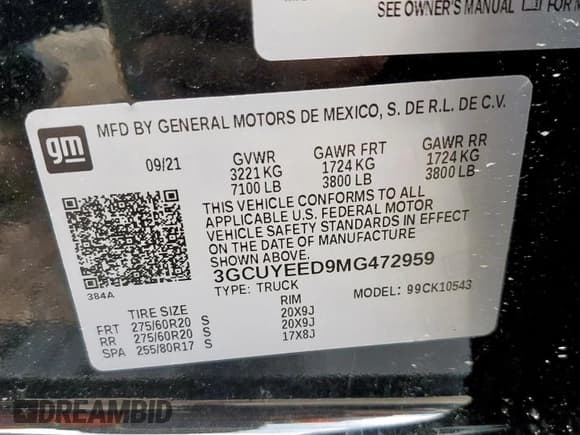 SEE OWNER'S MANUAL
gm
MFD BY GENERAL MOTORS DE MEXICO, S. DE R.L. DE C.V.
09/21 GVWR GAWR FRT GAWR RR
3221 KG 1724 KG 1724 KG
7100 LB 3800 LB 3800 LB
THIS VEHICLE CONFORMS TO ALL
APPLICABLE U.S. FEDERAL MOTOR
VEHICLE SAFETY STANDARDS IN EFFECT
ON THE DATE OF MANUFACTURE SHOWN ABOVE.
3GCUYEED9MG472959
384A TYPE: TRUCK MODEL: 99CK10543
TIRE SIZE RIM
FRT 275/60R20 S 20X9J
RR 275/60R20 S 20X9J
SPA 255/80R17 S 17X8J
DREAMBID